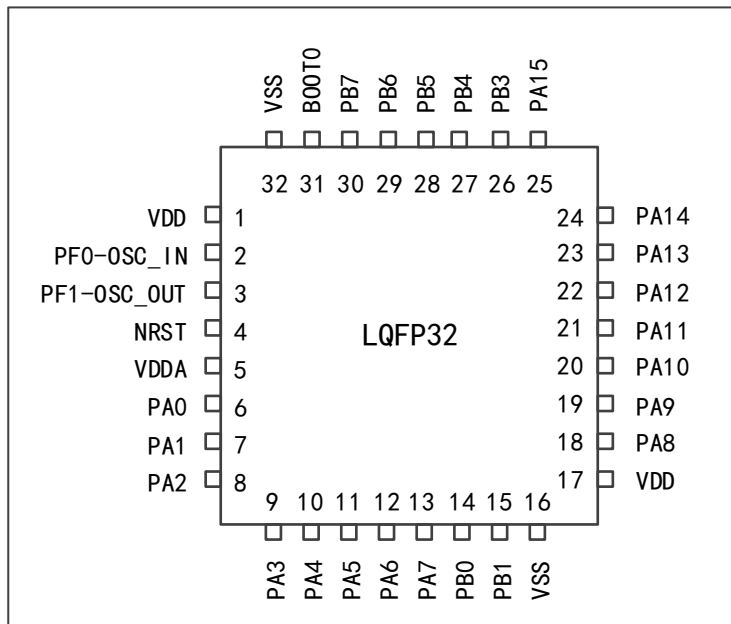 VSS BOOT0 PB7 PB6 PB5 PB4 PB3 PA15
32 31 30 29 28 27 26 25
VDD 1 24 PA14
PF0-OSC_IN 2 23 PA13
PF1-OSC_OUT 3 22 PA12
NRST 4 LQFP32 21 PA11
VDDA 5 20 PA10
PA0 6 19 PA9
PA1 7 18 PA8
PA2 8 17 VDD
9 10 11 12 13 14 15 16
PA3 PA4 PA5 PA6 PA7 PB0 PB1 VSS